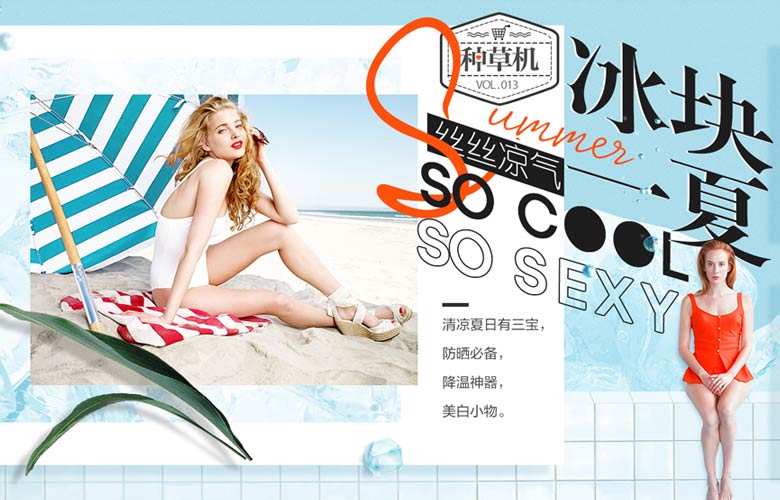 种草机
VOL.013
冰块
一夏
Summer
丝丝凉气
SO COOL
SO SEXY
清凉夏日有三宝，
防晒必备，
降温神器，
美白小物。